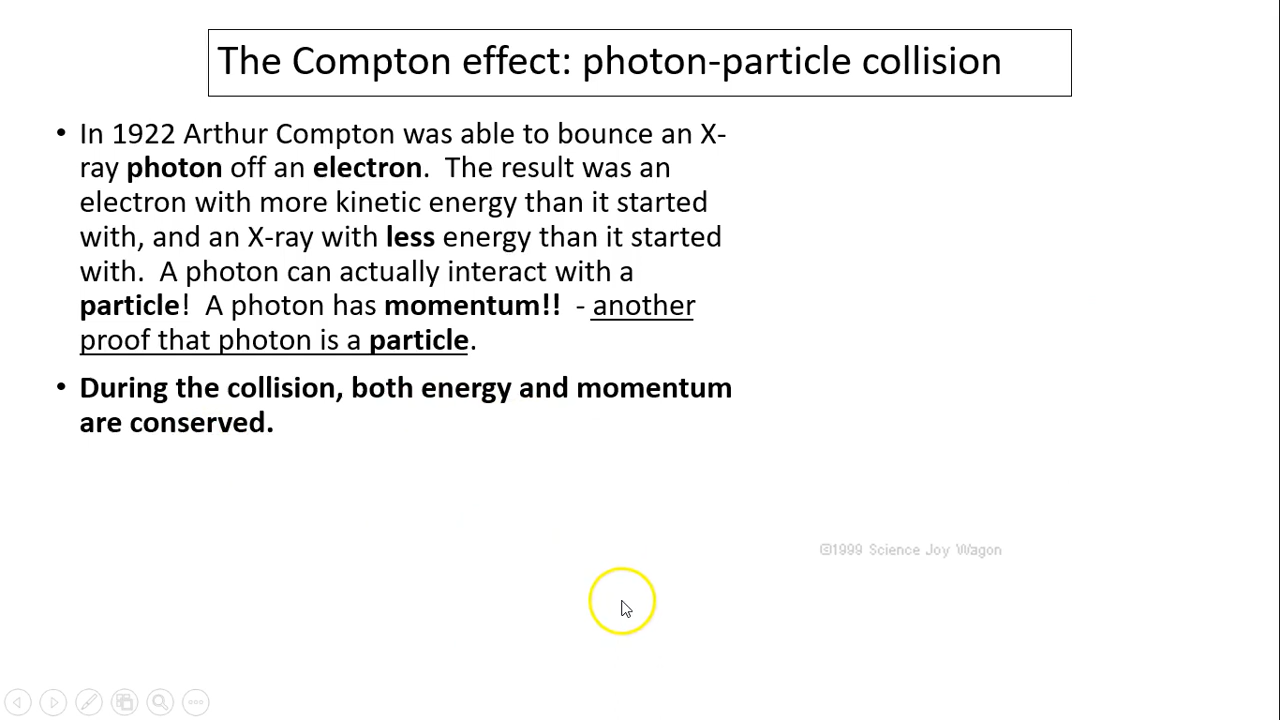 The Compton effect: photon-particle collision
• In 1922 Arthur Compton was able to bounce an X-
ray photon off an electron.  The result was an
electron with more kinetic energy than it started
with, and an X-ray with less energy than it started
with.  A photon can actually interact with a
particle!  A photon has momentum!!  - another
proof that photon is a particle.
• During the collision, both energy and momentum
are conserved.
©1999 Science Joy Wagon